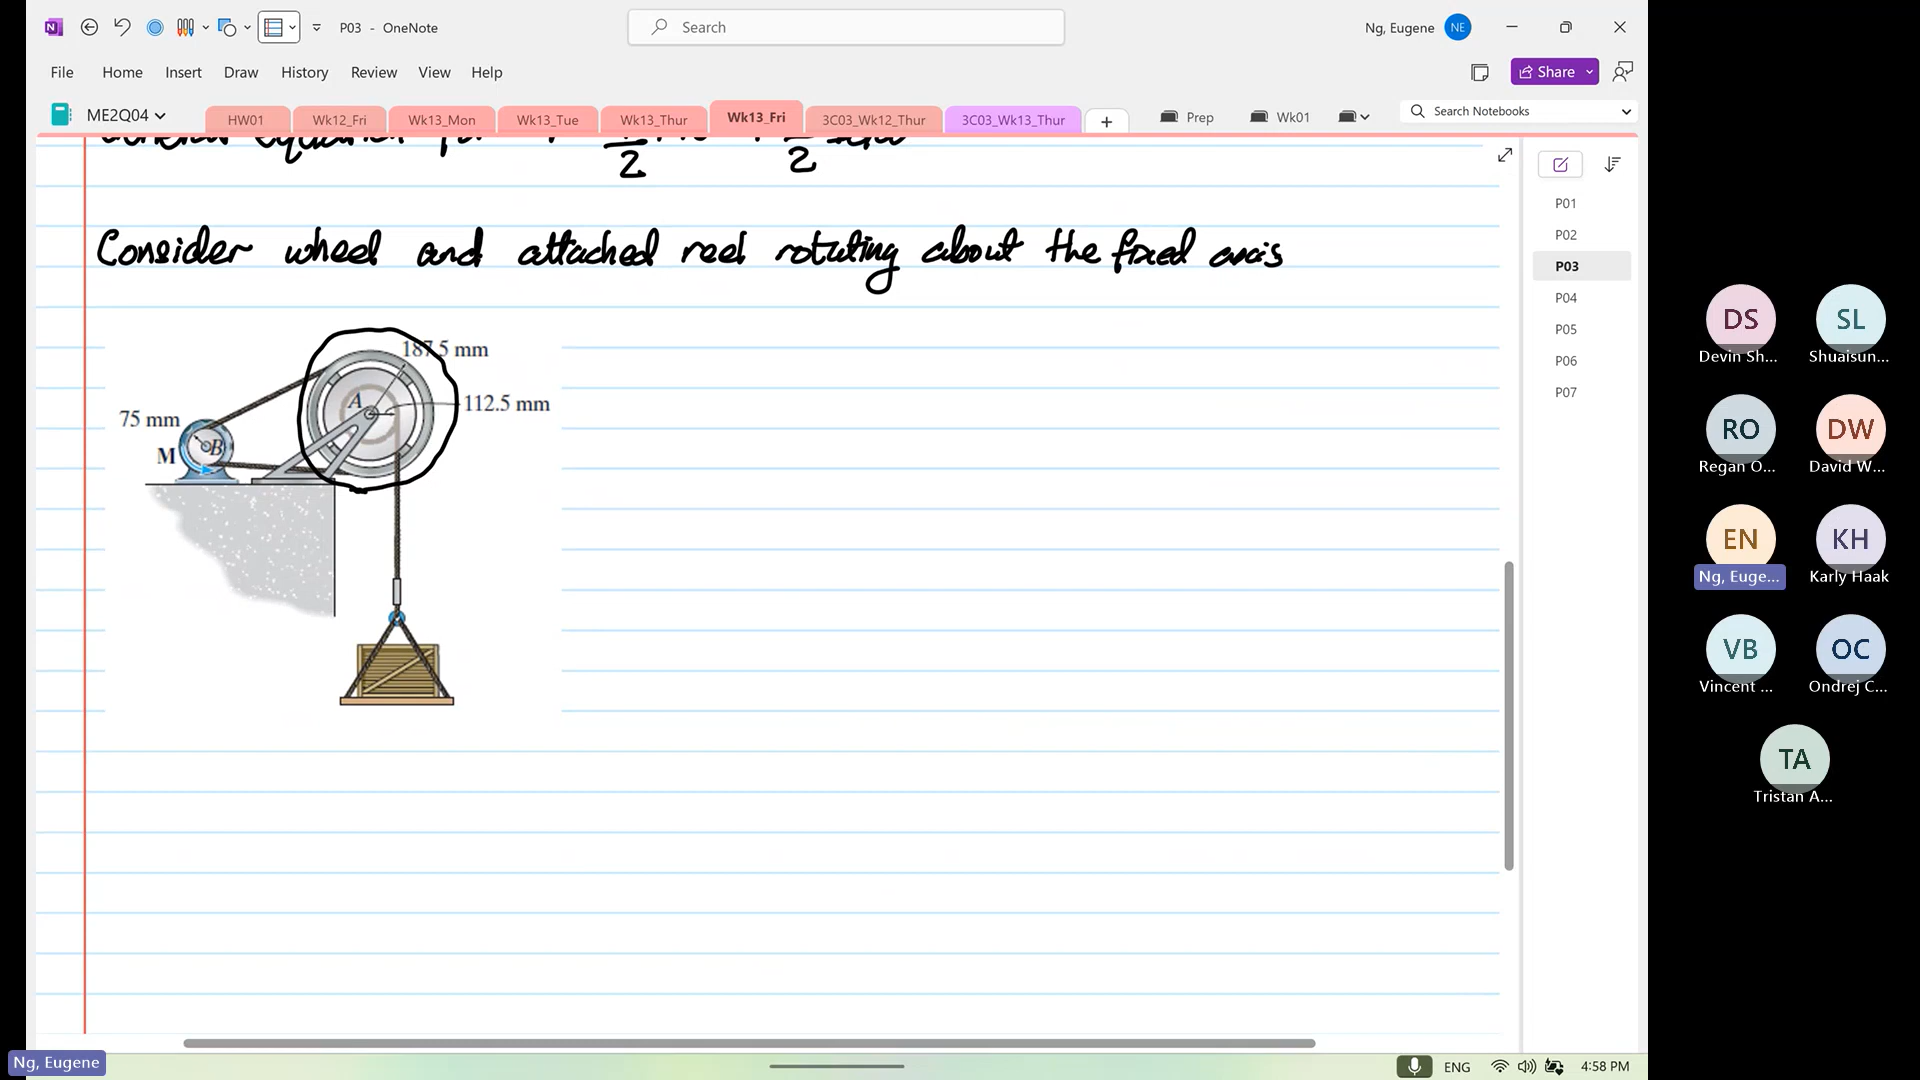 P03 - OneNote
Search
Ng, Eugene
NE
File Home Insert Draw History Review View Help
Share
ME2Q04
HW01
Wk12_Fri
Wk13_Mon
Wk13_Tue
Wk13_Thur
Wk13_Fri
3C03_Wk12_Thur
3C03_Wk13_Thur
+
Prep
Wk01
Search Notebooks
2 2
Consider wheel and attached reel rotating about the fixed axis
187.5 mm
A
112.5 mm
75 mm
B
M
P01
P02
P03
P04
P05
P06
P07
DS
Devin Sh...
SL
Shuaisun...
RO
Regan O...
DW
David W...
EN
Ng, Euge...
KH
Karly Haak
VB
Vincent ...
OC
Ondrej C...
TA
Tristan A...
Ng, Eugene
ENG
4:58 PM